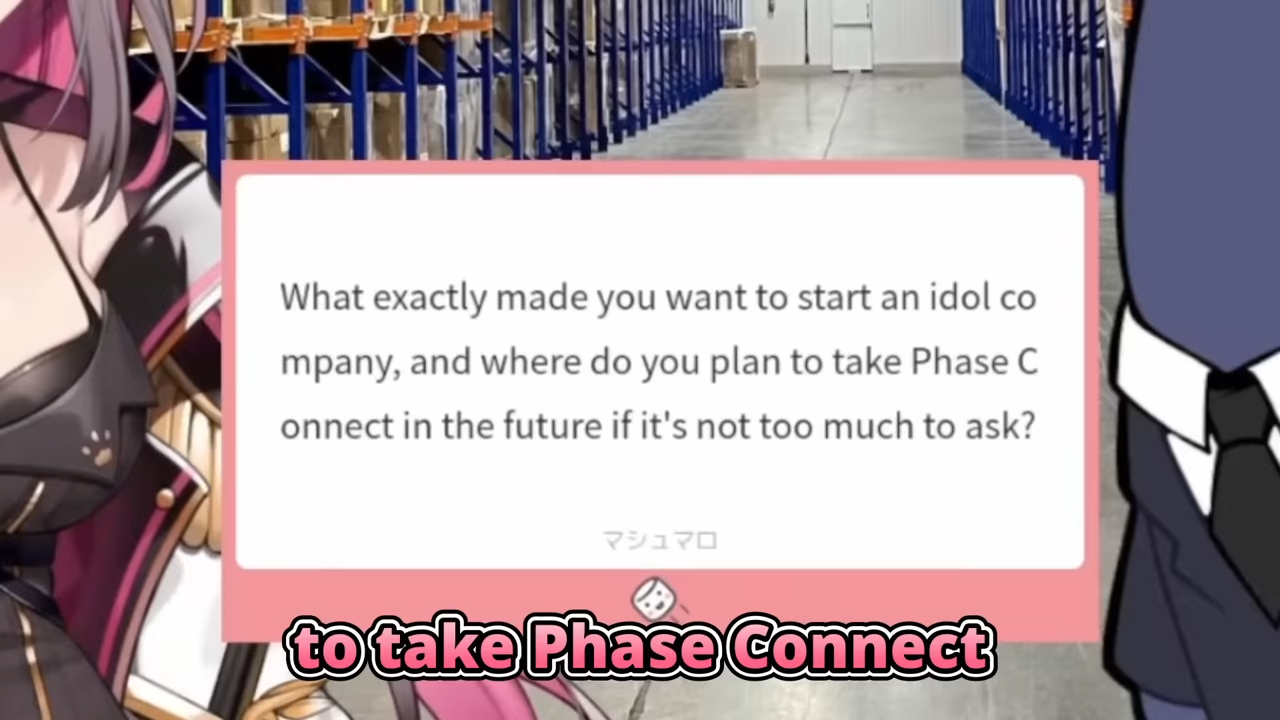 What exactly made you want to start an idol co
mpany, and where do you plan to take Phase C
onnect in the future if it's not too much to ask?
マシュマロ
to take Phase Connect